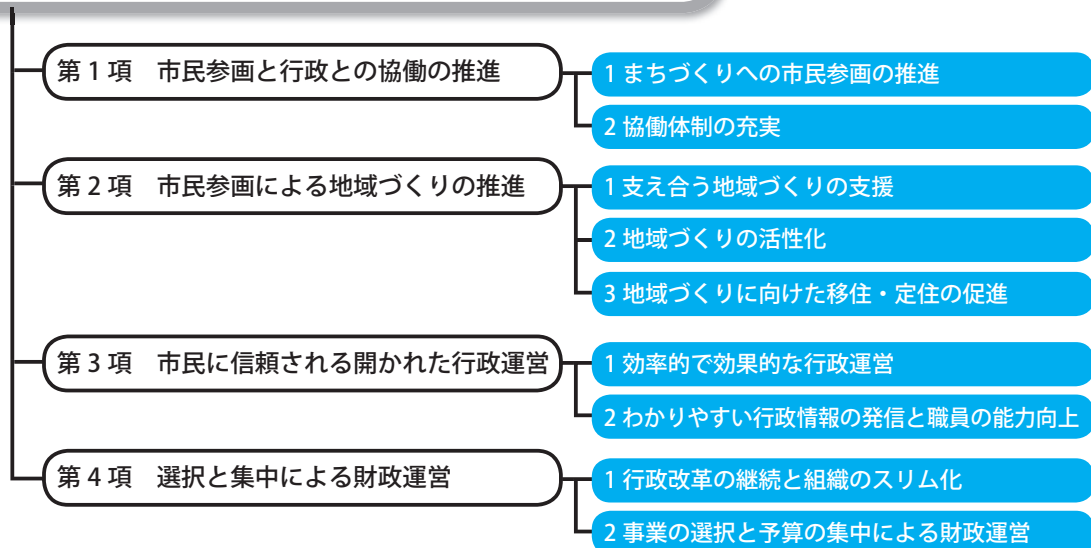 第1項　市民参画と行政との協働の推進
1 まちづくりへの市民参画の推進
2 協働体制の充実
第2項　市民参画による地域づくりの推進
1 支え合う地域づくりの支援
2 地域づくりの活性化
3 地域づくりに向けた移住・定住の促進
第3項　市民に信頼される開かれた行政運営
1 効率的で効果的な行政運営
2 わかりやすい行政情報の発信と職員の能力向上
第4項　選択と集中による財政運営
1 行政改革の継続と組織のスリム化
2 事業の選択と予算の集中による財政運営